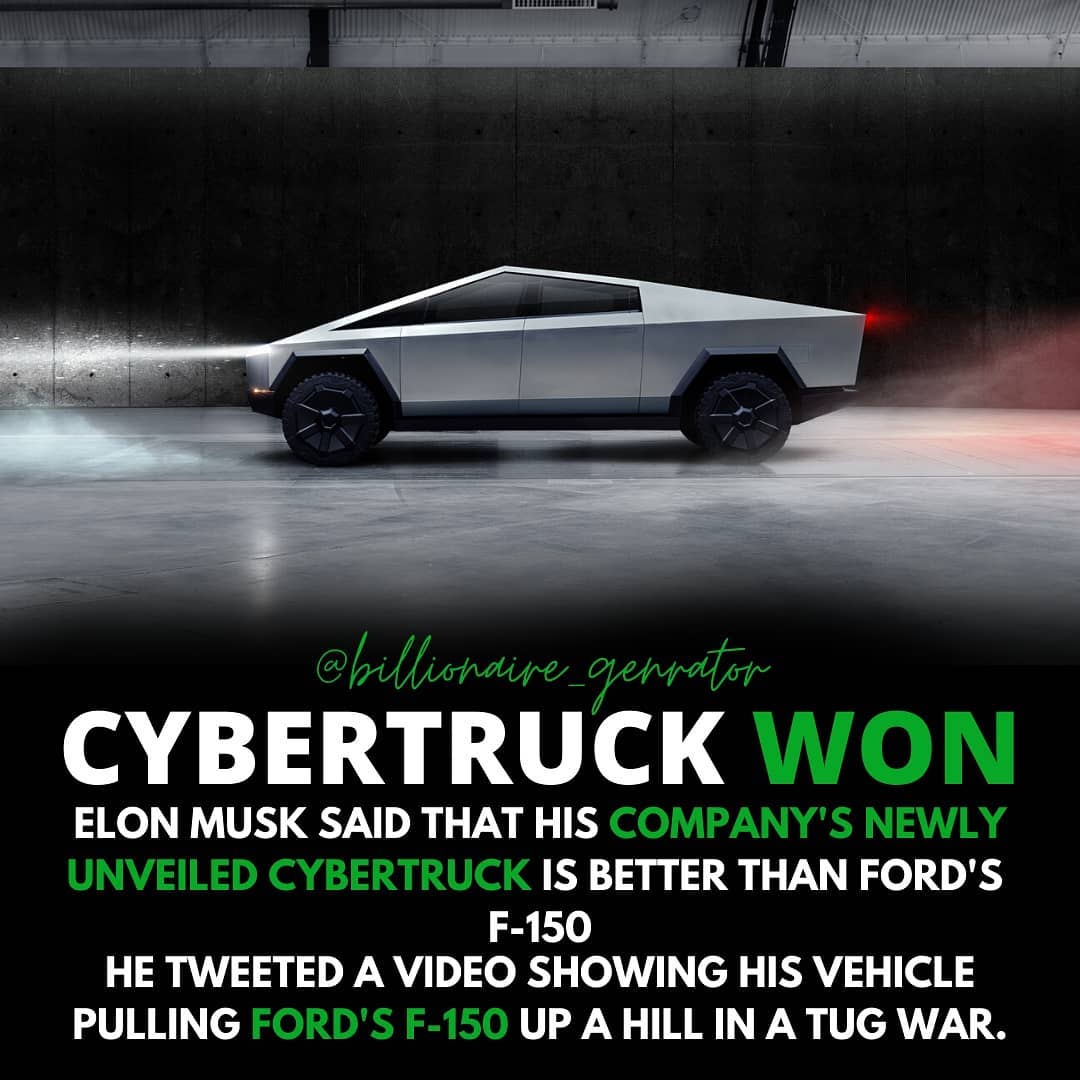 @billionaire_genrator
CYBERTRUCK WON
ELON MUSK SAID THAT HIS COMPANY'S NEWLY
UNVEILED CYBERTRUCK IS BETTER THAN FORD'S
F-150
HE TWEETED A VIDEO SHOWING HIS VEHICLE
PULLING FORD'S F-150 UP A HILL IN A TUG WAR.